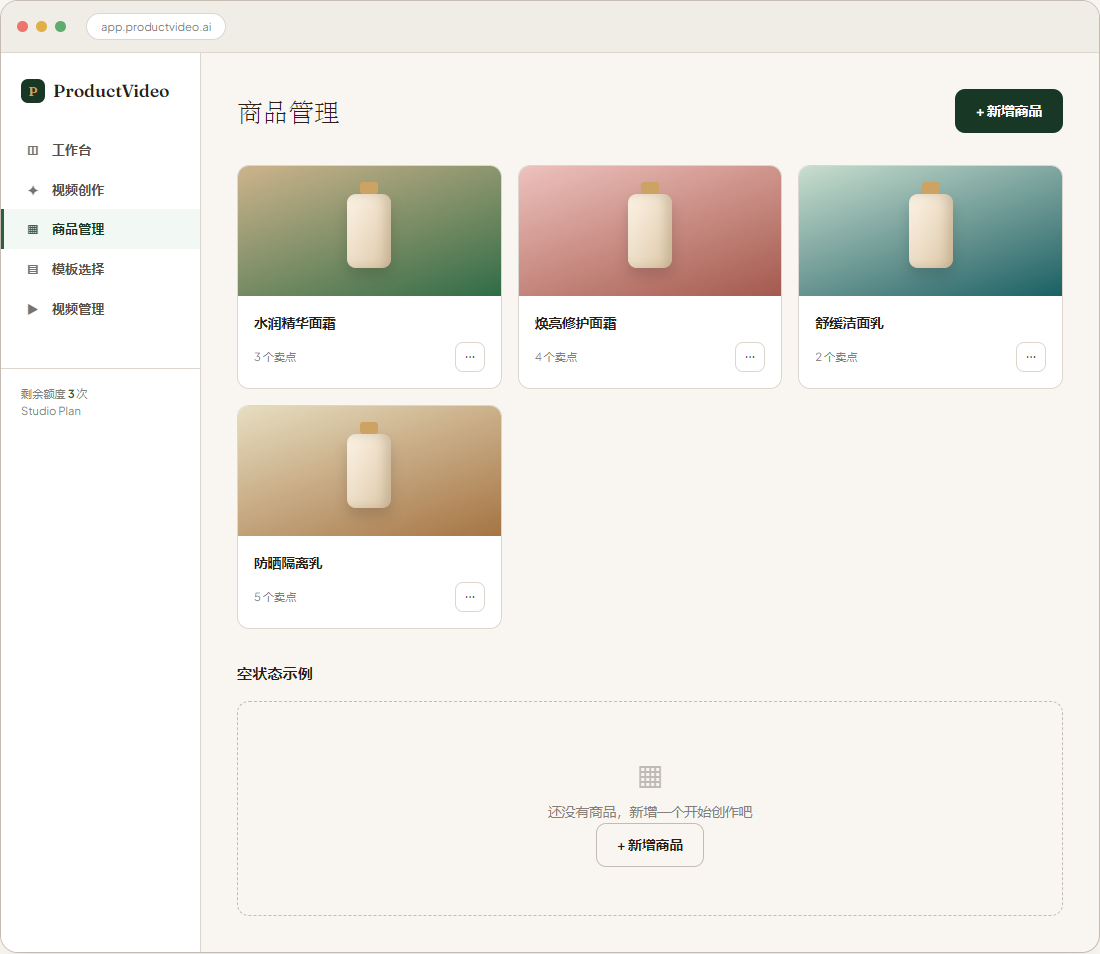 app.productvideo.ai
P ProductVideo
工作台
视频创作
商品管理
模板选择
视频管理
剩余额度 3 次
Studio Plan
商品管理
+ 新增商品
水润精华面霜
3 个卖点
···
焕亮修护面霜
4 个卖点
···
舒缓洁面乳
2 个卖点
···
防晒隔离乳
5 个卖点
···
空状态示例
还没有商品，新增一个开始创作吧
+ 新增商品